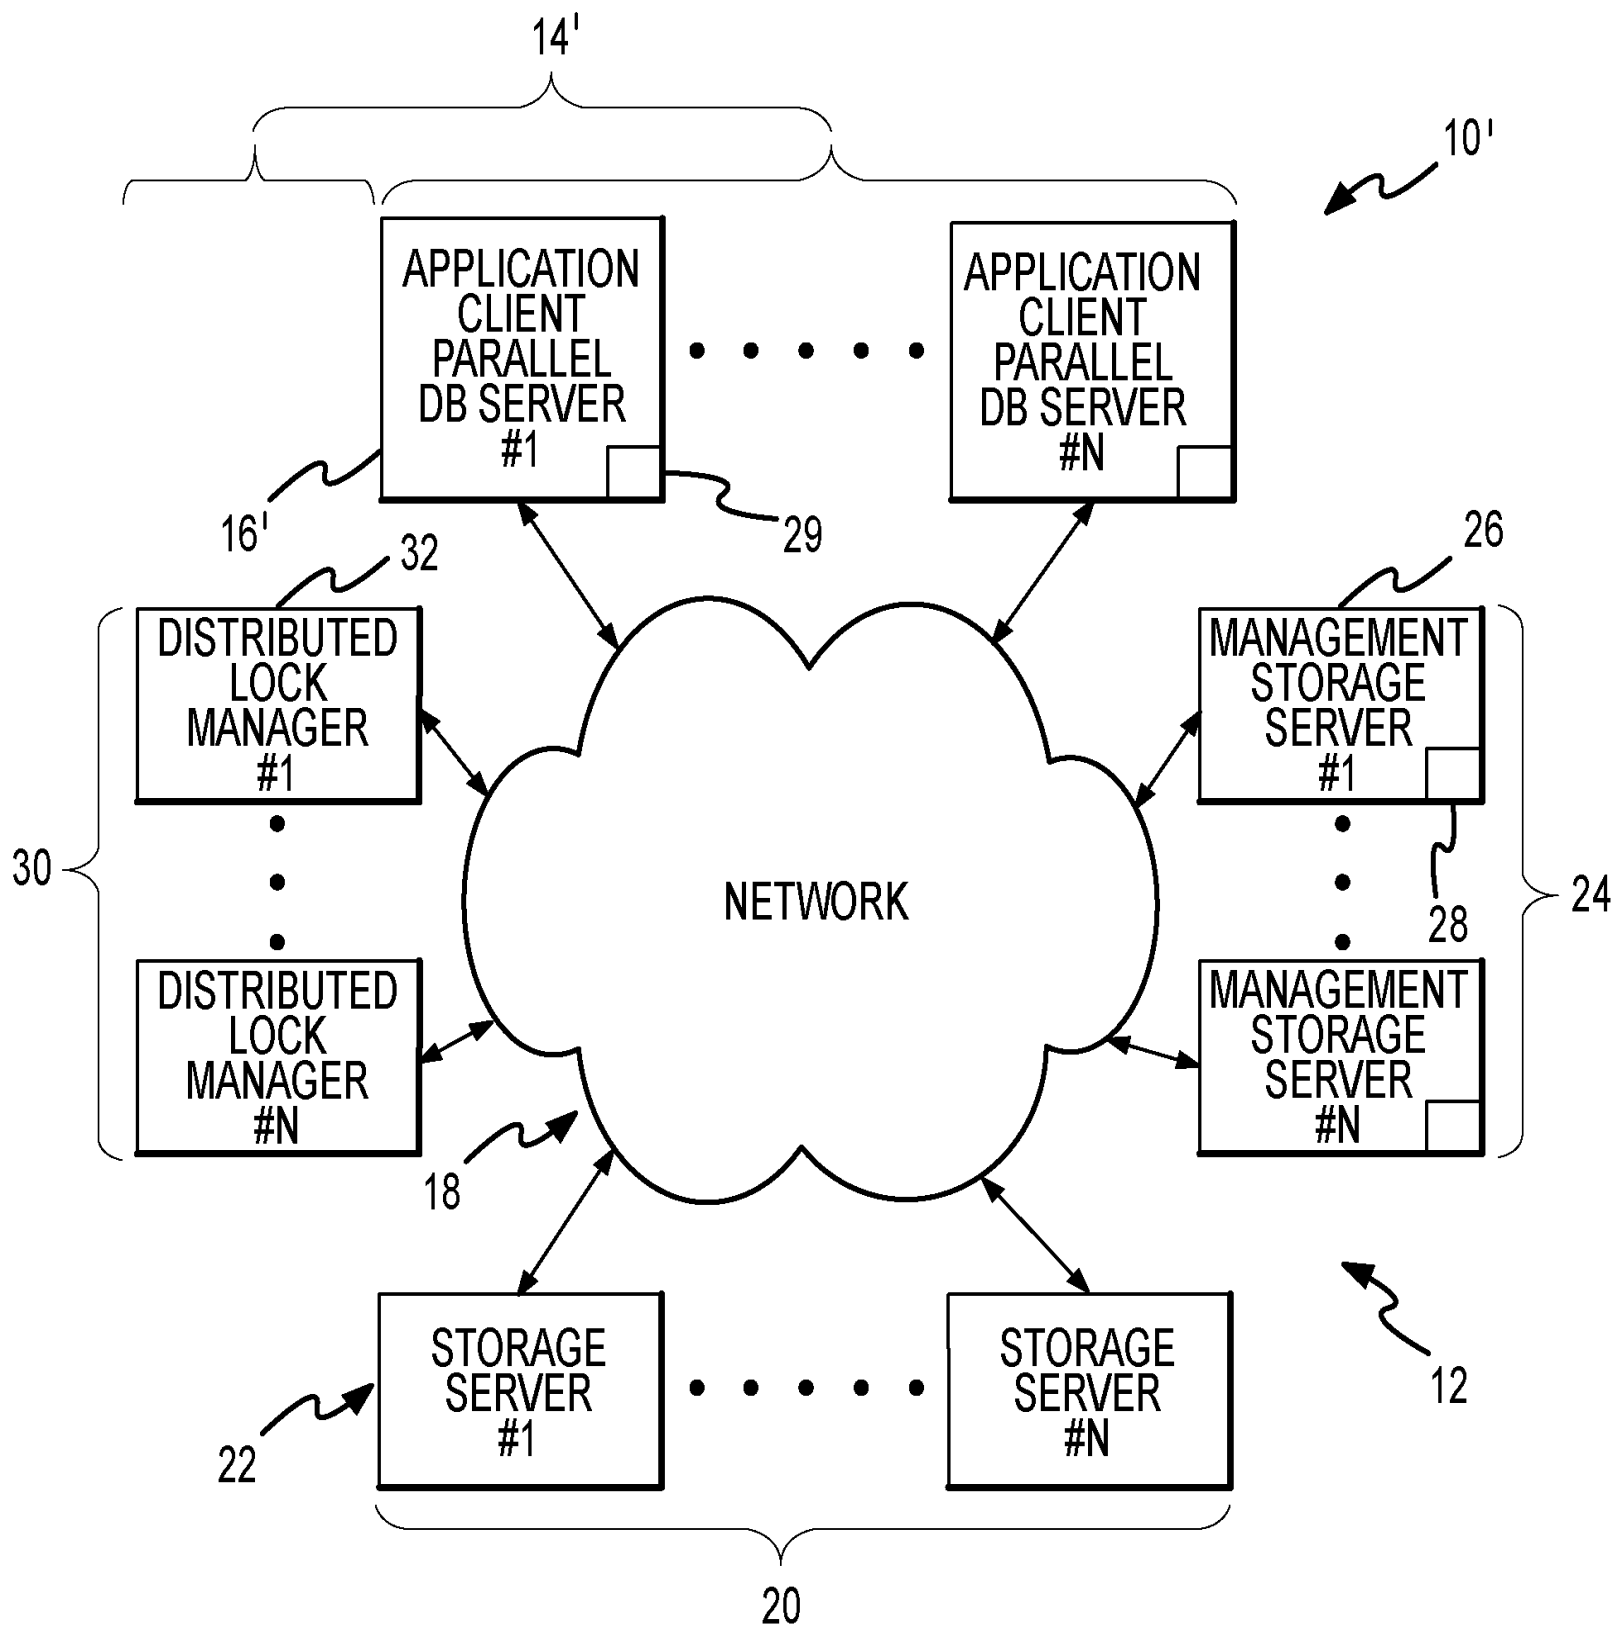 14'
10'
APPLICATION
CLIENT
PARALLEL
DB SERVER
#1
APPLICATION
CLIENT
PARALLEL
DB SERVER
#N
16'
29
32
26
DISTRIBUTED
LOCK
MANAGER
#1
MANAGEMENT
STORAGE
SERVER
#1
30
NETWORK
28
24
DISTRIBUTED
LOCK
MANAGER
#N
MANAGEMENT
STORAGE
SERVER
#N
18
STORAGE
SERVER
#1
STORAGE
SERVER
#N
22
12
20